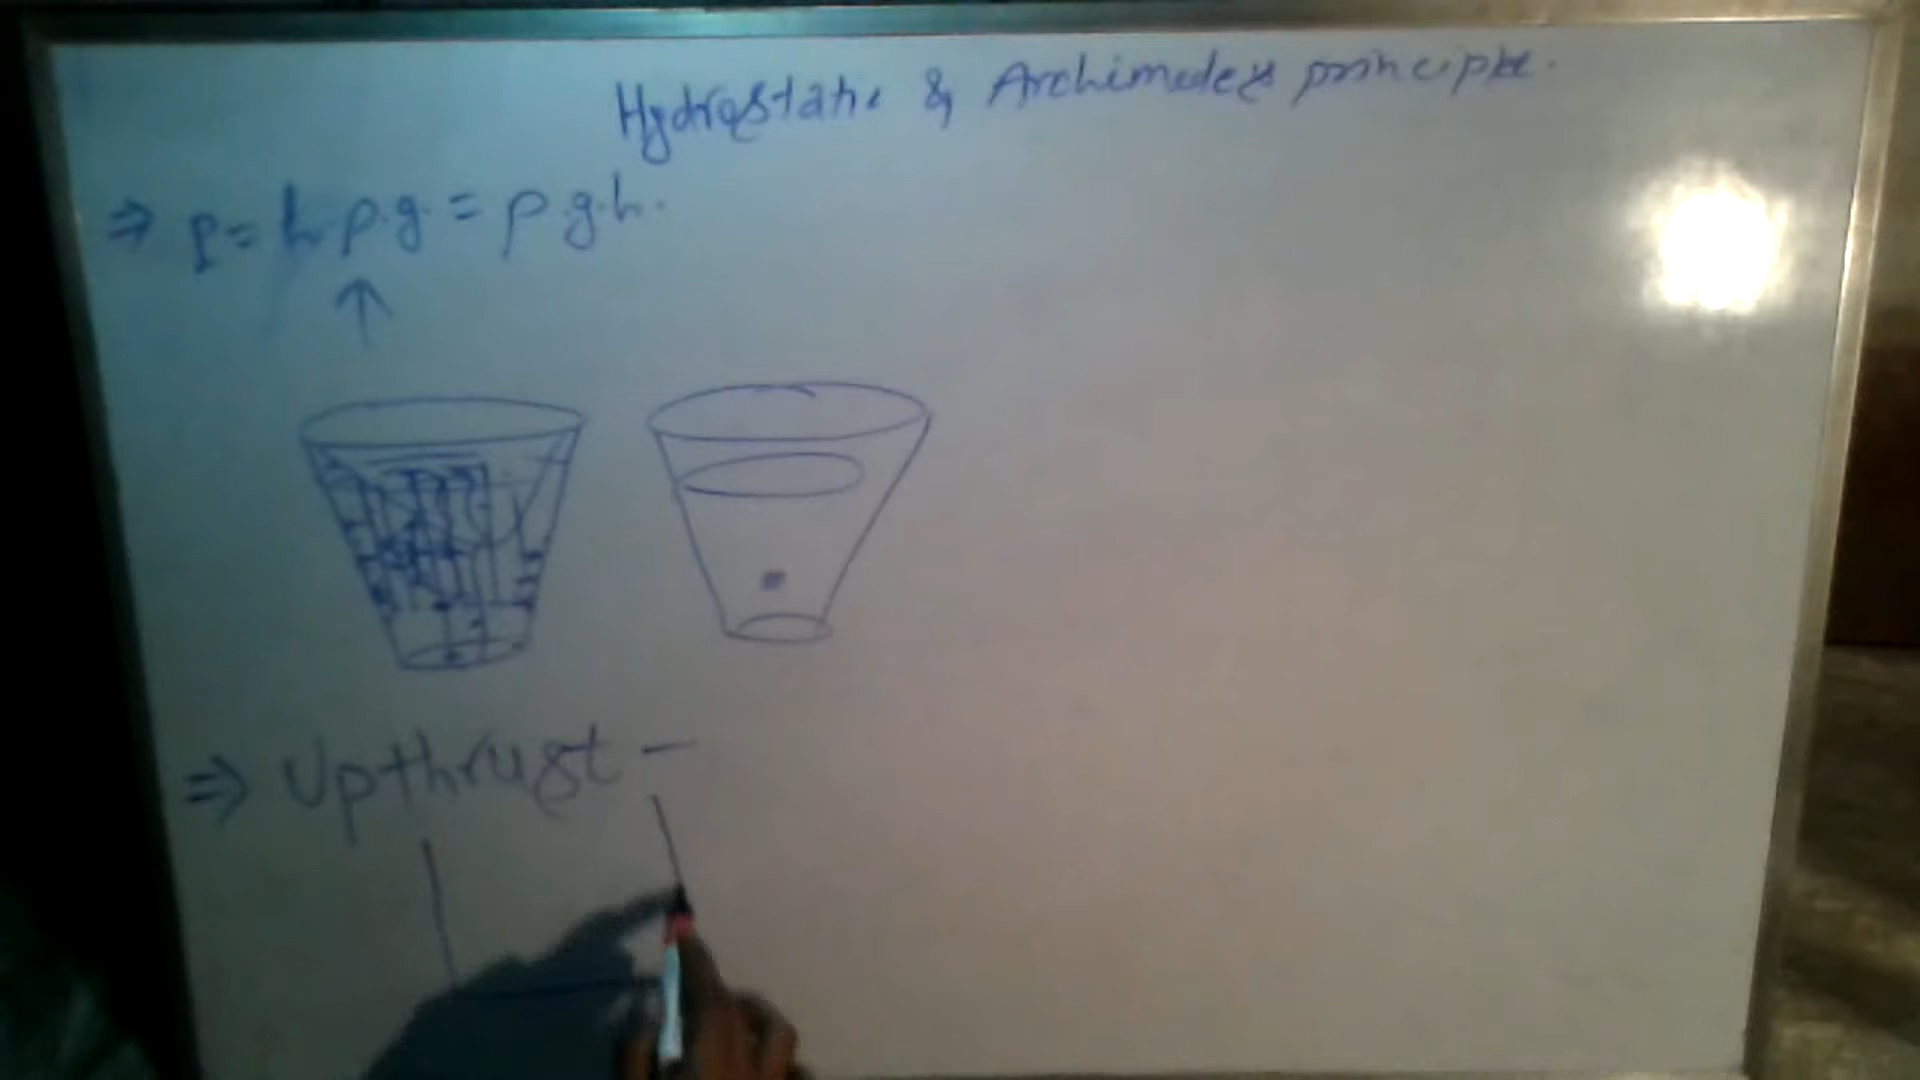 Hydrostatic & Archimedes principle.
⇒ P = h.ρ.g. = ρ.g.h.
⇒ Upthrust –